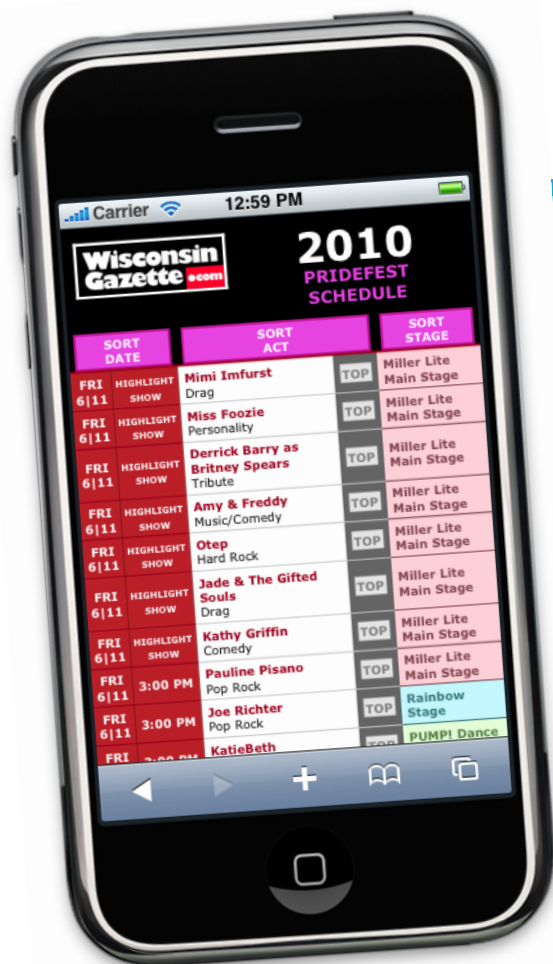 Carrier 12:59 PM
Wisconsin
Gazette .com
2010
PRIDEFEST
SCHEDULE
SORT
DATE
SORT
ACT
SORT
STAGE
FRI
6|11
HIGHLIGHT
SHOW
Mimi Imfurst
Drag
TOP
Miller Lite
Main Stage
FRI
6|11
HIGHLIGHT
SHOW
Miss Foozie
Personality
TOP
Miller Lite
Main Stage
FRI
6|11
HIGHLIGHT
SHOW
Derrick Barry as
Britney Spears
Tribute
TOP
Miller Lite
Main Stage
FRI
6|11
HIGHLIGHT
SHOW
Amy & Freddy
Music/Comedy
TOP
Miller Lite
Main Stage
FRI
6|11
HIGHLIGHT
SHOW
Otep
Hard Rock
TOP
Miller Lite
Main Stage
FRI
6|11
HIGHLIGHT
SHOW
Jade & The Gifted
Souls
Drag
TOP
Miller Lite
Main Stage
FRI
6|11
HIGHLIGHT
SHOW
Kathy Griffin
Comedy
TOP
Miller Lite
Main Stage
FRI
6|11
3:00 PM
Pauline Pisano
Pop Rock
TOP
Miller Lite
Main Stage
FRI
6|11
3:00 PM
Joe Richter
Pop Rock
TOP
Rainbow
Stage
FRI
KatieBeth
TOP
PUMP! Dance